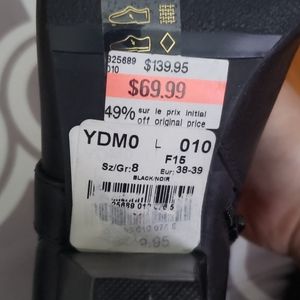 825689
010
$139.95
$69.99
49% sur le prix initial
off original price
YDM0 L 010
F15
Sz/Gr:8 Eur: 38-39
BLACK/NOIR